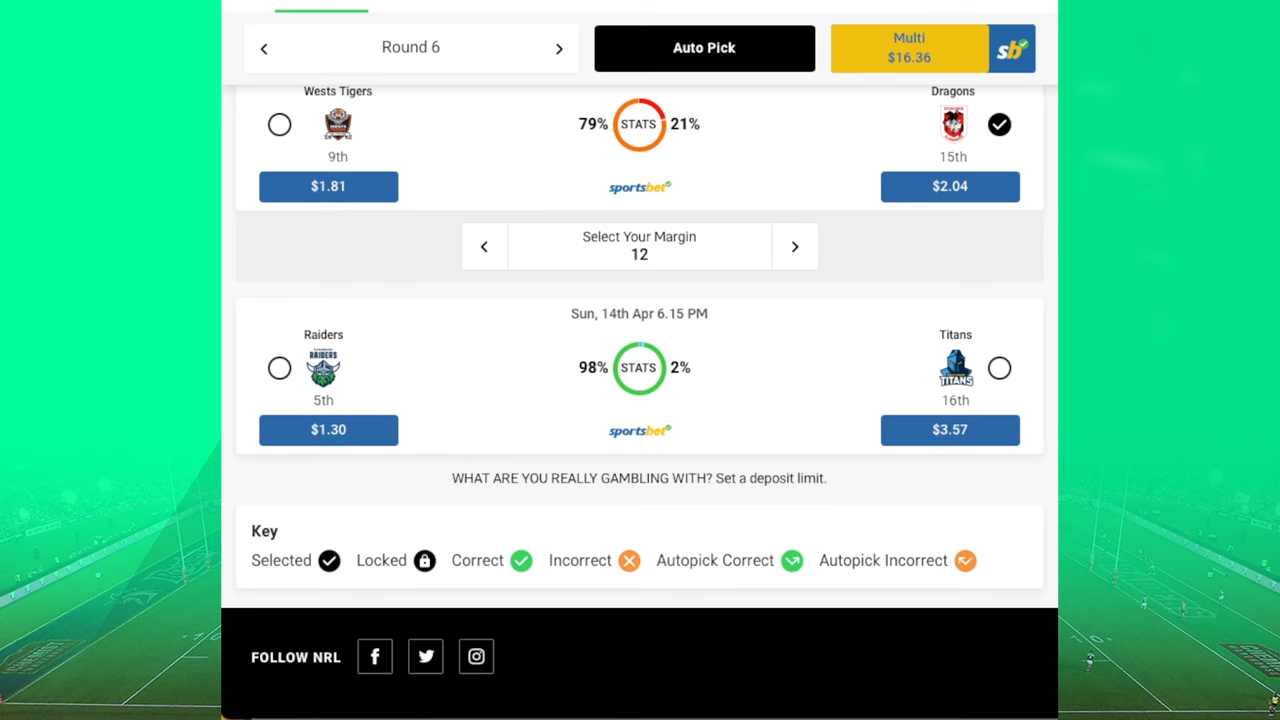 Round 6
Auto Pick
Multi
$16.36
sb
Wests Tigers
Dragons
79%
STATS
21%
9th
15th
$1.81
sportsbet
$2.04
Select Your Margin
12
Sun, 14th Apr 6.15 PM
Raiders
Titans
RAIDERS
98%
STATS
2%
TITANS
5th
16th
$1.30
sportsbet
$3.57
WHAT ARE YOU REALLY GAMBLING WITH? Set a deposit limit.
Key
Selected
Locked
Correct
Incorrect
Autopick Correct
Autopick Incorrect
FOLLOW NRL